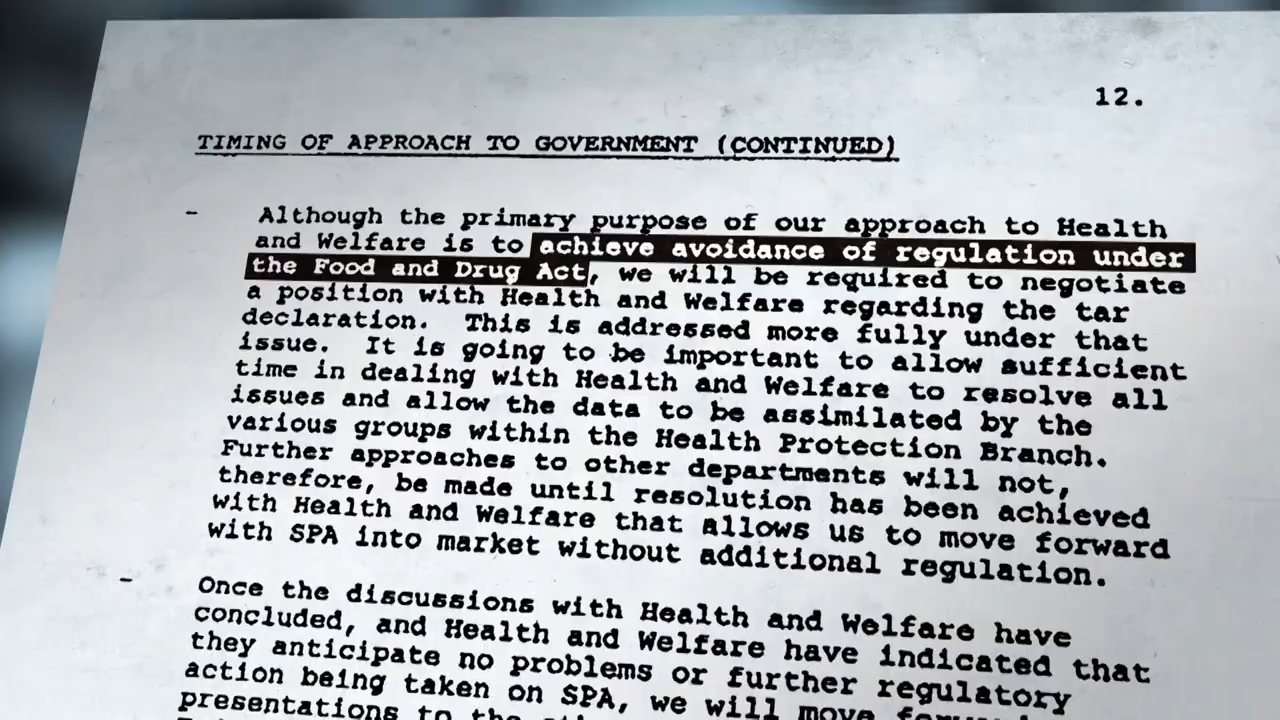 12.
TIMING OF APPROACH TO GOVERNMENT (CONTINUED)
- Although the primary purpose of our approach to Health
and Welfare is to achieve avoidance of regulation under
the Food and Drug Act, we will be required to negotiate
a position with Health and Welfare regarding the tar
declaration. This is addressed more fully under that
issue. It is going to be important to allow sufficient
time in dealing with Health and Welfare to resolve all
issues and allow the data to be assimilated by the
various groups within the Health Protection Branch.
Further approaches to other departments will not,
therefore, be made until resolution has been achieved
with Health and Welfare that allows us to move forward
with SPA into market without additional regulation.
- Once the discussions with Health and Welfare have
concluded, and Health and Welfare have indicated that
they anticipate no problems or further regulatory
action being taken on SPA, we will move
presentations to the